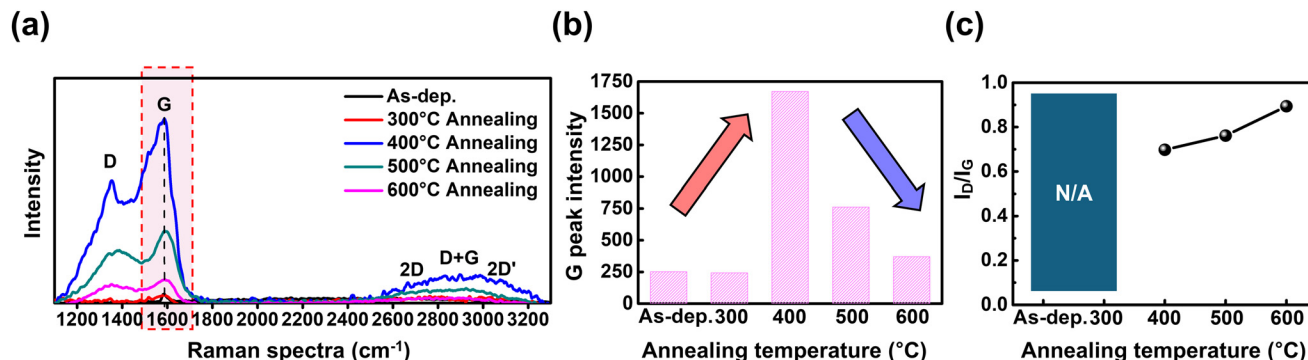 (a)
As-dep.
300°C Annealing
400°C Annealing
500°C Annealing
600°C Annealing
D
G
2D
D+G
2D'
Intensity
1200 1400 1600 1800 2000 2200 2400 2600 2800 3000 3200
Raman spectra (cm⁻¹)
(b)
G peak intensity
1750
1500
1250
1000
750
500
250
0
As-dep. 300 400 500 600
Annealing temperature (°C)
(c)
I_D/I_G
1.0
0.8
0.6
0.4
0.2
0.0
N/A
As-dep. 300 400 500 600
Annealing temperature (°C)